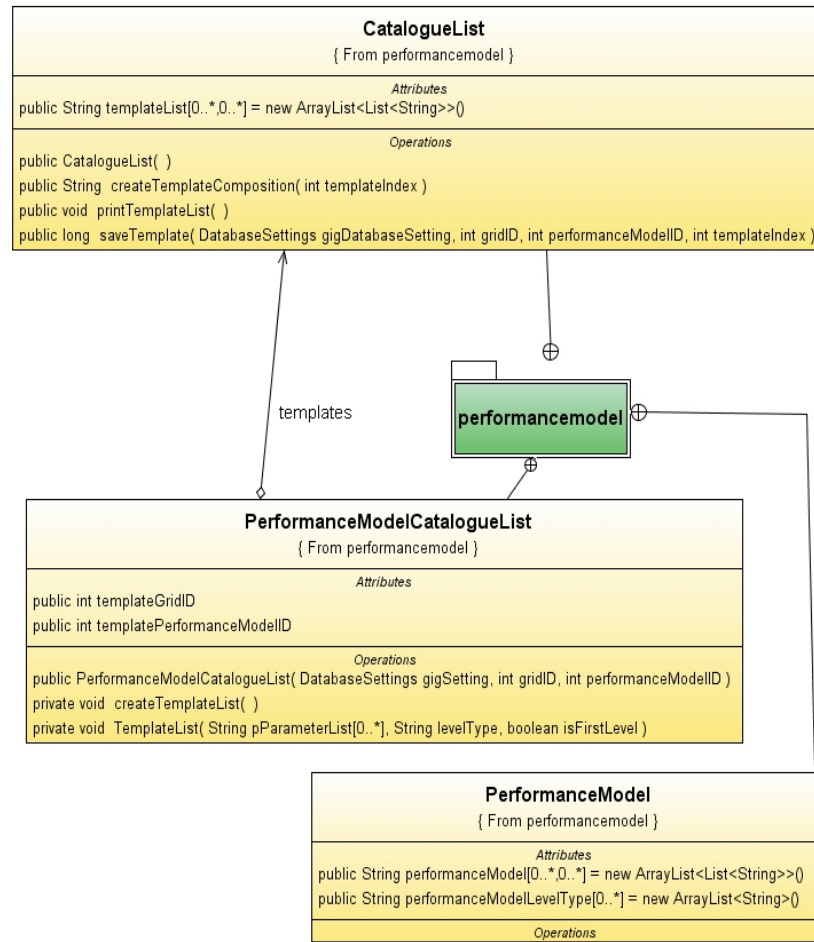 CatalogueList
{ From performancemodel }
Attributes
public String templateList[0..*,0..*] = new ArrayList<List<String>>()
Operations
public CatalogueList( )
public String createTemplateComposition( int templateIndex )
public void printTemplateList( )
public long saveTemplate( DatabaseSettings gigDatabaseSetting, int gridID, int performanceModelID, int templateIndex )
templates
performancemodel
PerformanceModelCatalogueList
{ From performancemodel }
Attributes
public int templateGridID
public int templatePerformanceModelID
Operations
public PerformanceModelCatalogueList( DatabaseSettings gigSetting, int gridID, int performanceModelID )
private void createTemplateList( )
private void TemplateList( String pParameterList[0..*], String levelType, boolean isFirstLevel )
PerformanceModel
{ From performancemodel }
Attributes
public String performanceModel[0..*,0..*] = new ArrayList<List<String>>()
public String performanceModelLevelType[0..*] = new ArrayList<String>()
Operations